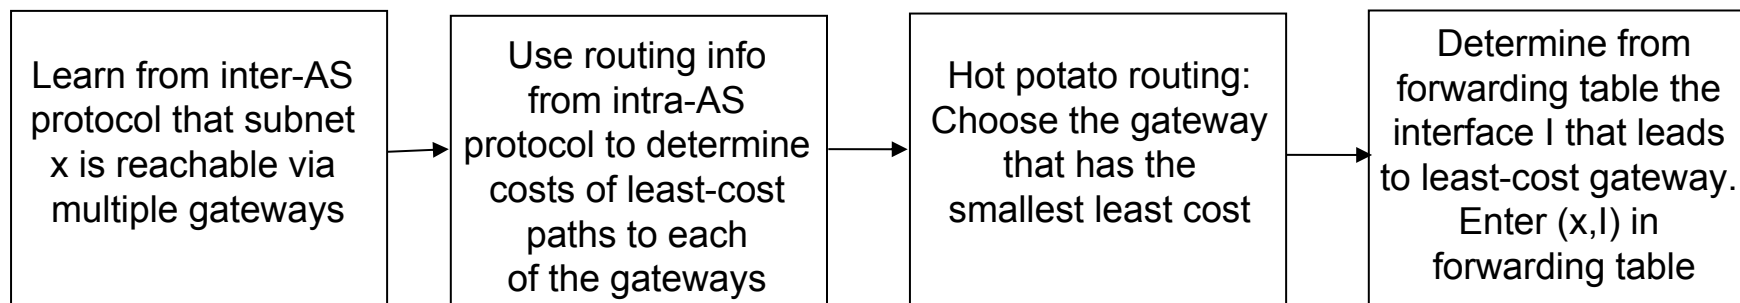 Learn from inter-AS
protocol that subnet
x is reachable via
multiple gateways
Use routing info
from intra-AS
protocol to determine
costs of least-cost
paths to each
of the gateways
Hot potato routing:
Choose the gateway
that has the
smallest least cost
Determine from
forwarding table the
interface I that leads
to least-cost gateway.
Enter (x,I) in
forwarding table